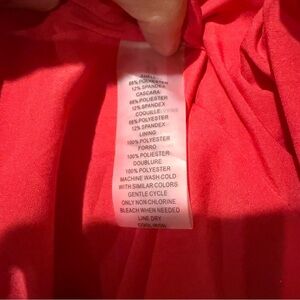 SHELL
88% POLYESTER
12% SPANDEX
CASCARA
88% POLIESTER
12% SPANDEX
COQUILLE
88% POLYESTER
12% SPANDEX
LINING
100% POLYESTER
FORRO
100% POLIESTER
DOUBLURE
100% POLYESTER
MACHINE WASH COLD
WITH SIMILAR COLORS
GENTLE CYCLE
ONLY NON CHLORINE
BLEACH WHEN NEEDED
LINE DRY
COOL IRON